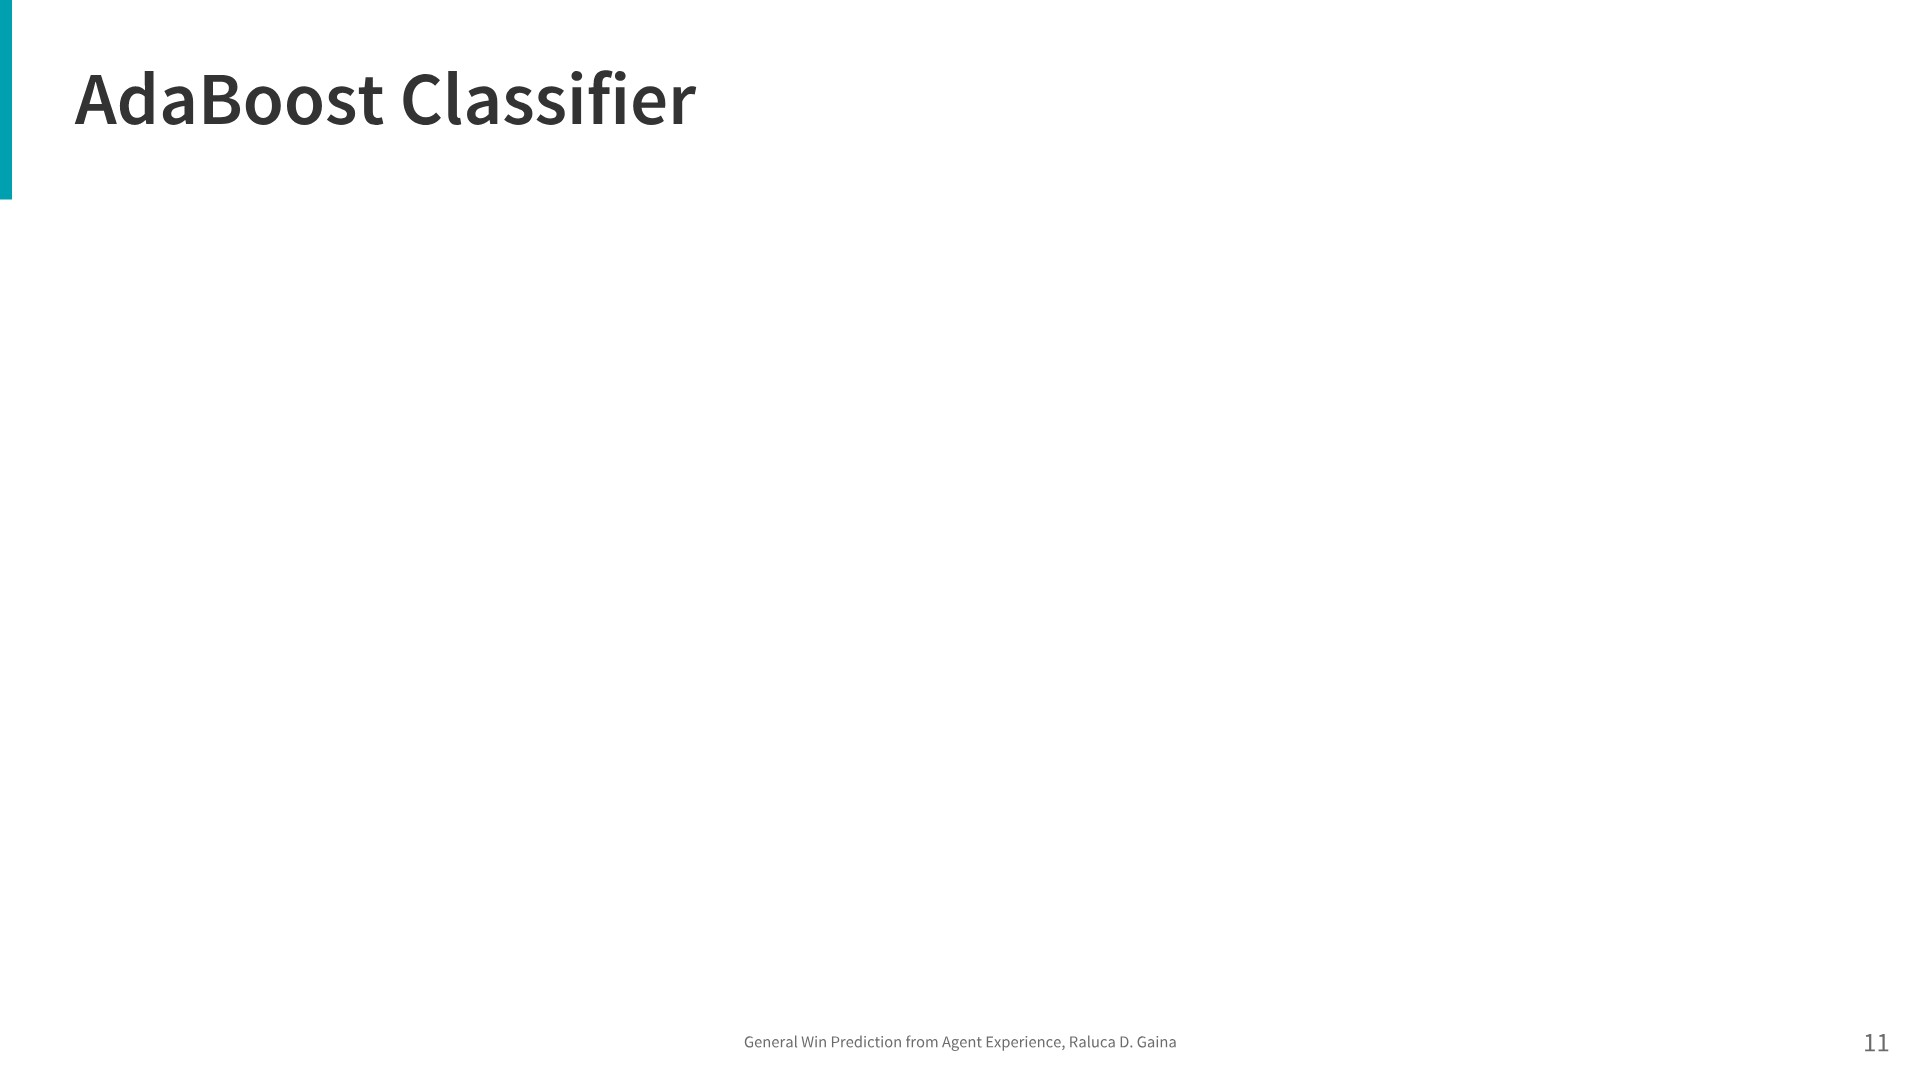 AdaBoost Classifier
General Win Prediction from Agent Experience, Raluca D. Gaina
11